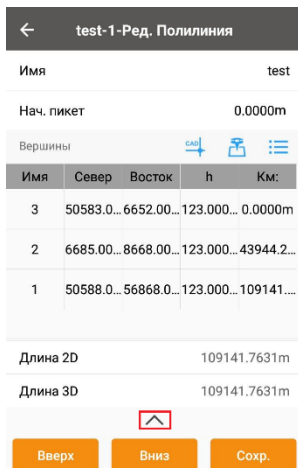 test-1-Ред. Полилиния
Имя test
Нач. пикет 0.0000m
Вершины CAD
Имя Север Восток h Км:
3 50583.0... 6652.00... 123.000... 0.0000m
2 6685.00... 8668.00... 123.000... 43944.2...
1 50588.0... 56868.0... 123.000... 109141....
Длина 2D 109141.7631m
Длина 3D 109141.7631m
Вверх Вниз Сохр.